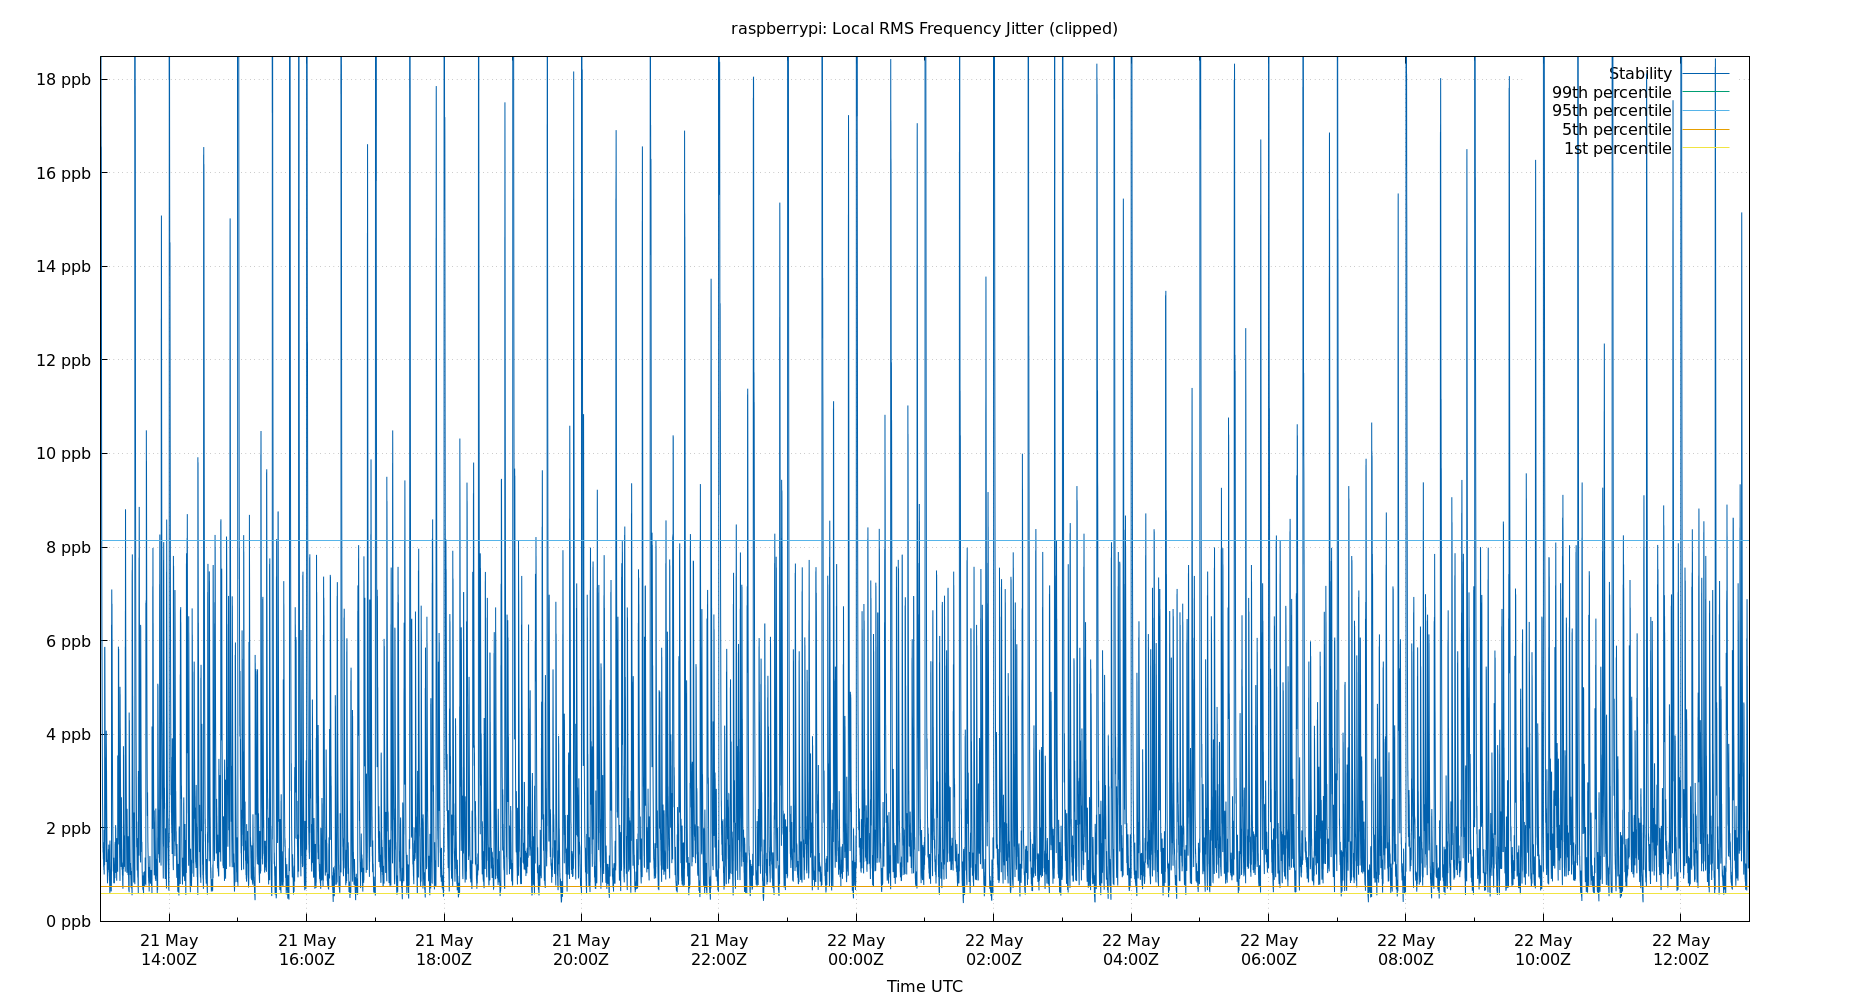 raspberrypi: Local RMS Frequency Jitter (clipped)
18 ppb
16 ppb
14 ppb
12 ppb
10 ppb
8 ppb
6 ppb
4 ppb
2 ppb
0 ppb
Stability
99th percentile
95th percentile
5th percentile
1st percentile
21 May 21 May 21 May 21 May 21 May 22 May 22 May 22 May 22 May 22 May 22 May 22 May
14:00Z 16:00Z 18:00Z 20:00Z 22:00Z 00:00Z 02:00Z 04:00Z 06:00Z 08:00Z 10:00Z 12:00Z
Time UTC